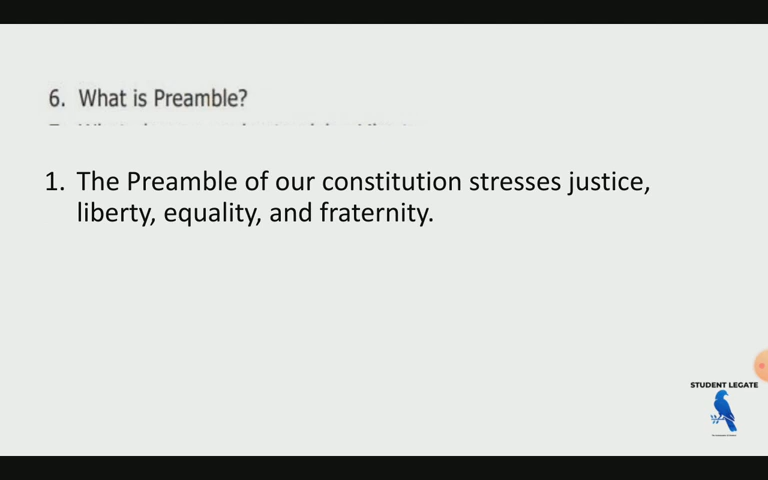 6. What is Preamble?
1. The Preamble of our constitution stresses justice,
liberty, equality, and fraternity.
STUDENT LEGATE